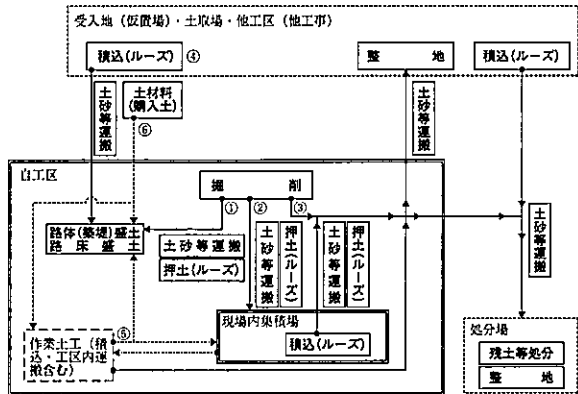 受入地（仮置場）・土取場・他工区（他工事）
積込(ルーズ) ④
整地
積込(ルーズ)
土砂等運搬
土材料
(購入土)
⑥
土砂等運搬
自工区
掘削
① ② ③
路体(築堤)盛土
路床盛土
土砂等運搬
押土(ルーズ)
土砂等運搬
押土(ルーズ)
土砂等運搬
押土(ルーズ)
土砂等運搬
現場内集積場
積込(ルーズ)
⑤
作業土工（積
込・工区内運
搬含む）
処分場
残土等処分
整地